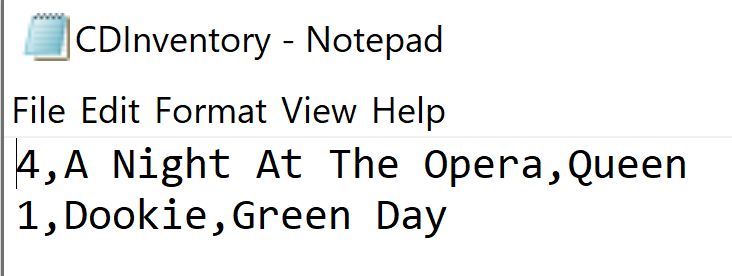 CDInventory - Notepad
File Edit Format View Help
4,A Night At The Opera,Queen
1,Dookie,Green Day